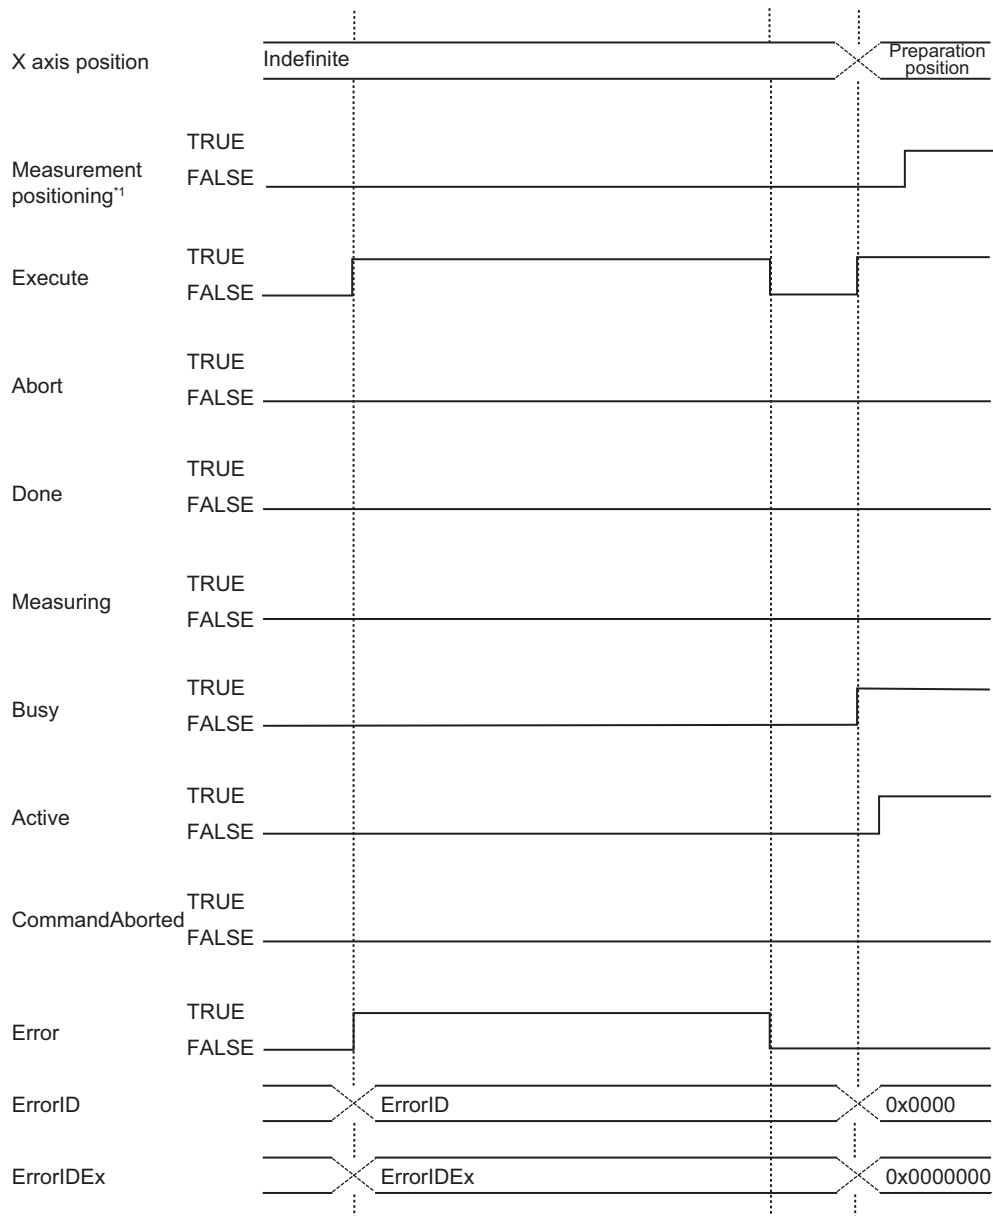 X axis position
Indefinite
Preparation
position
Measurement
positioning*1
TRUE
FALSE
Execute
TRUE
FALSE
Abort
TRUE
FALSE
Done
TRUE
FALSE
Measuring
TRUE
FALSE
Busy
TRUE
FALSE
Active
TRUE
FALSE
CommandAborted
TRUE
FALSE
Error
TRUE
FALSE
ErrorID
ErrorID
0x0000
ErrorIDEx
ErrorIDEx
0x0000000